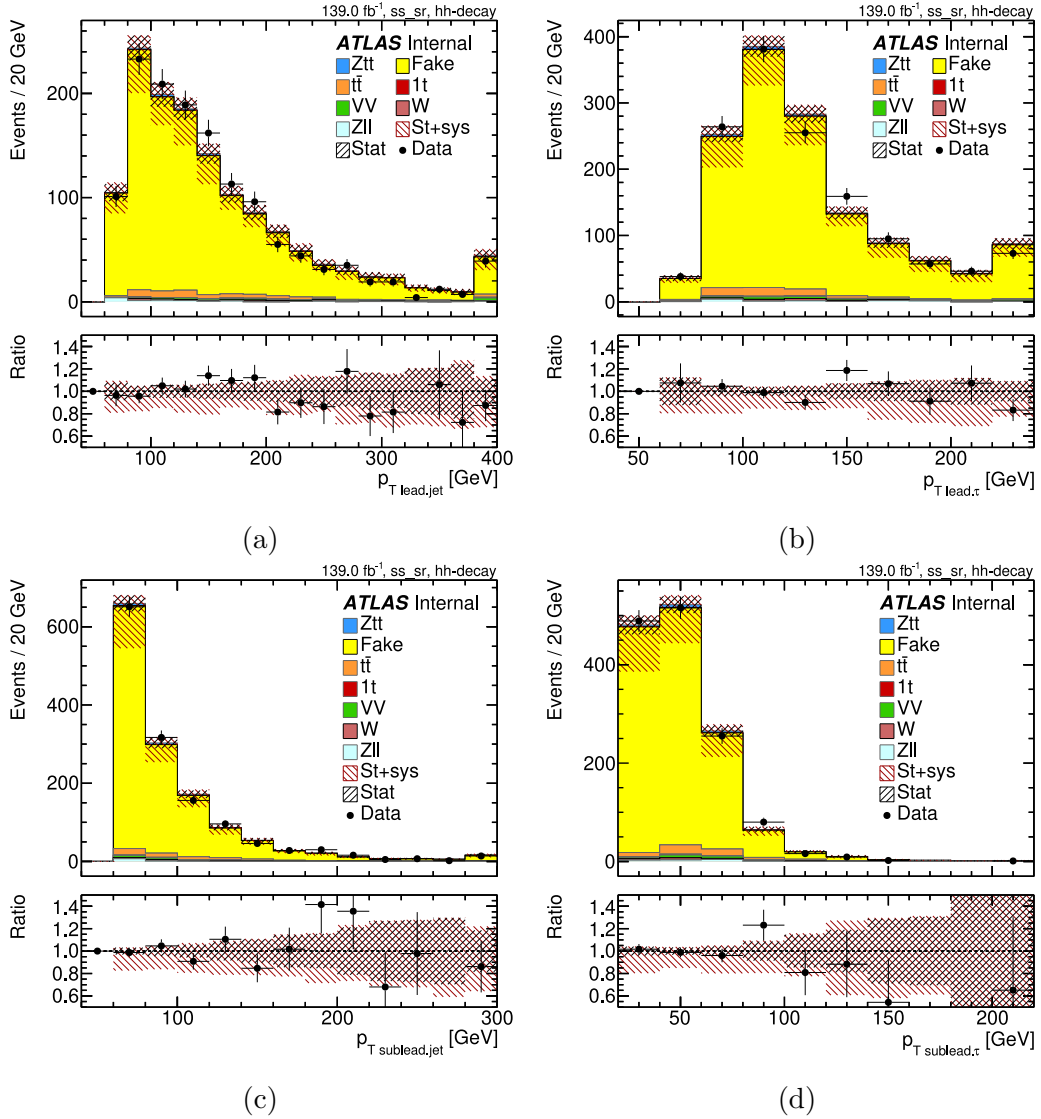 139.0 fb⁻¹, ss_sr, hh-decay
Events / 20 GeV
ATLAS Internal
Ztt Fake
tt̄ 1t
VV W
Zll St+sys
Stat Data
200
100
0
Ratio
1.4
1.2
1.0
0.8
0.6
100 200 300 400
p_T lead.jet [GeV]
(a)
139.0 fb⁻¹, ss_sr, hh-decay
Events / 20 GeV
ATLAS Internal
Ztt Fake
tt̄ 1t
VV W
Zll St+sys
Stat Data
400
300
200
100
0
Ratio
1.4
1.2
1.0
0.8
0.6
50 100 150 200
p_T lead.τ [GeV]
(b)
139.0 fb⁻¹, ss_sr, hh-decay
Events / 20 GeV
ATLAS Internal
Ztt
Fake
tt̄
1t
VV
W
Zll
St+sys
Stat
Data
600
400
200
0
Ratio
1.4
1.2
1.0
0.8
0.6
100 200 300
p_T sublead.jet [GeV]
(c)
139.0 fb⁻¹, ss_sr, hh-decay
Events / 20 GeV
ATLAS Internal
Ztt
Fake
tt̄
1t
VV
W
Zll
St+sys
Stat
Data
600
400
200
0
Ratio
1.4
1.2
1.0
0.8
0.6
50 100 150 200
p_T sublead.τ [GeV]
(d)